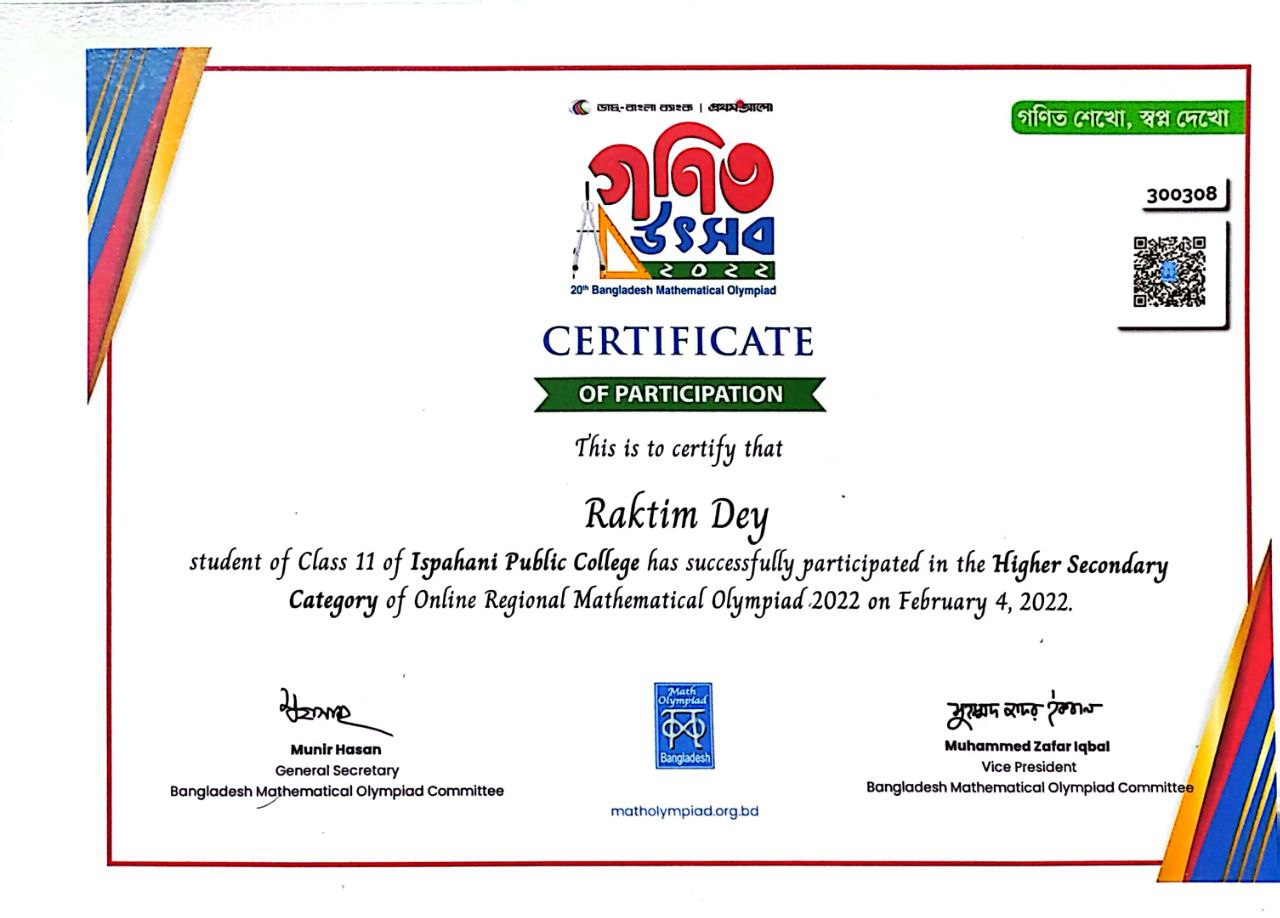 ডাচ্-বাংলা ব্যাংক | প্রথম আলো
গণিত
উৎসব
২০২২
20th Bangladesh Mathematical Olympiad
গণিত শেখো, স্বপ্ন দেখো
300308
CERTIFICATE
OF PARTICIPATION
This is to certify that
Raktim Dey
student of Class 11 of Ispahani Public College has successfully participated in the Higher Secondary
Category of Online Regional Mathematical Olympiad 2022 on February 4, 2022.
Munir Hasan
General Secretary
Bangladesh Mathematical Olympiad Committee
Math
Olympiad
Bangladesh
matholympiad.org.bd
মুহম্মদ জাফর ইকবাল
Muhammed Zafar Iqbal
Vice President
Bangladesh Mathematical Olympiad Committee